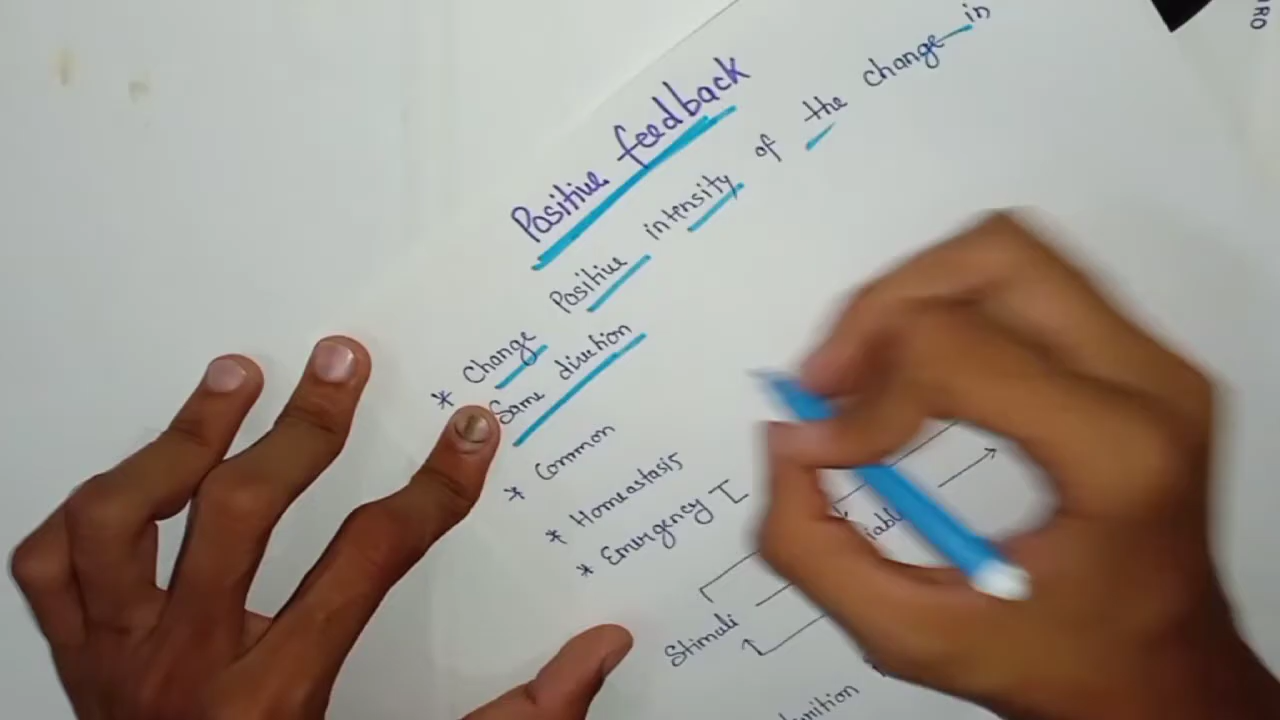 Positive feedback
* Change Positive intensity of the change in
Same direction
* Common
* Homeostasis
* Emergency
Stimuli